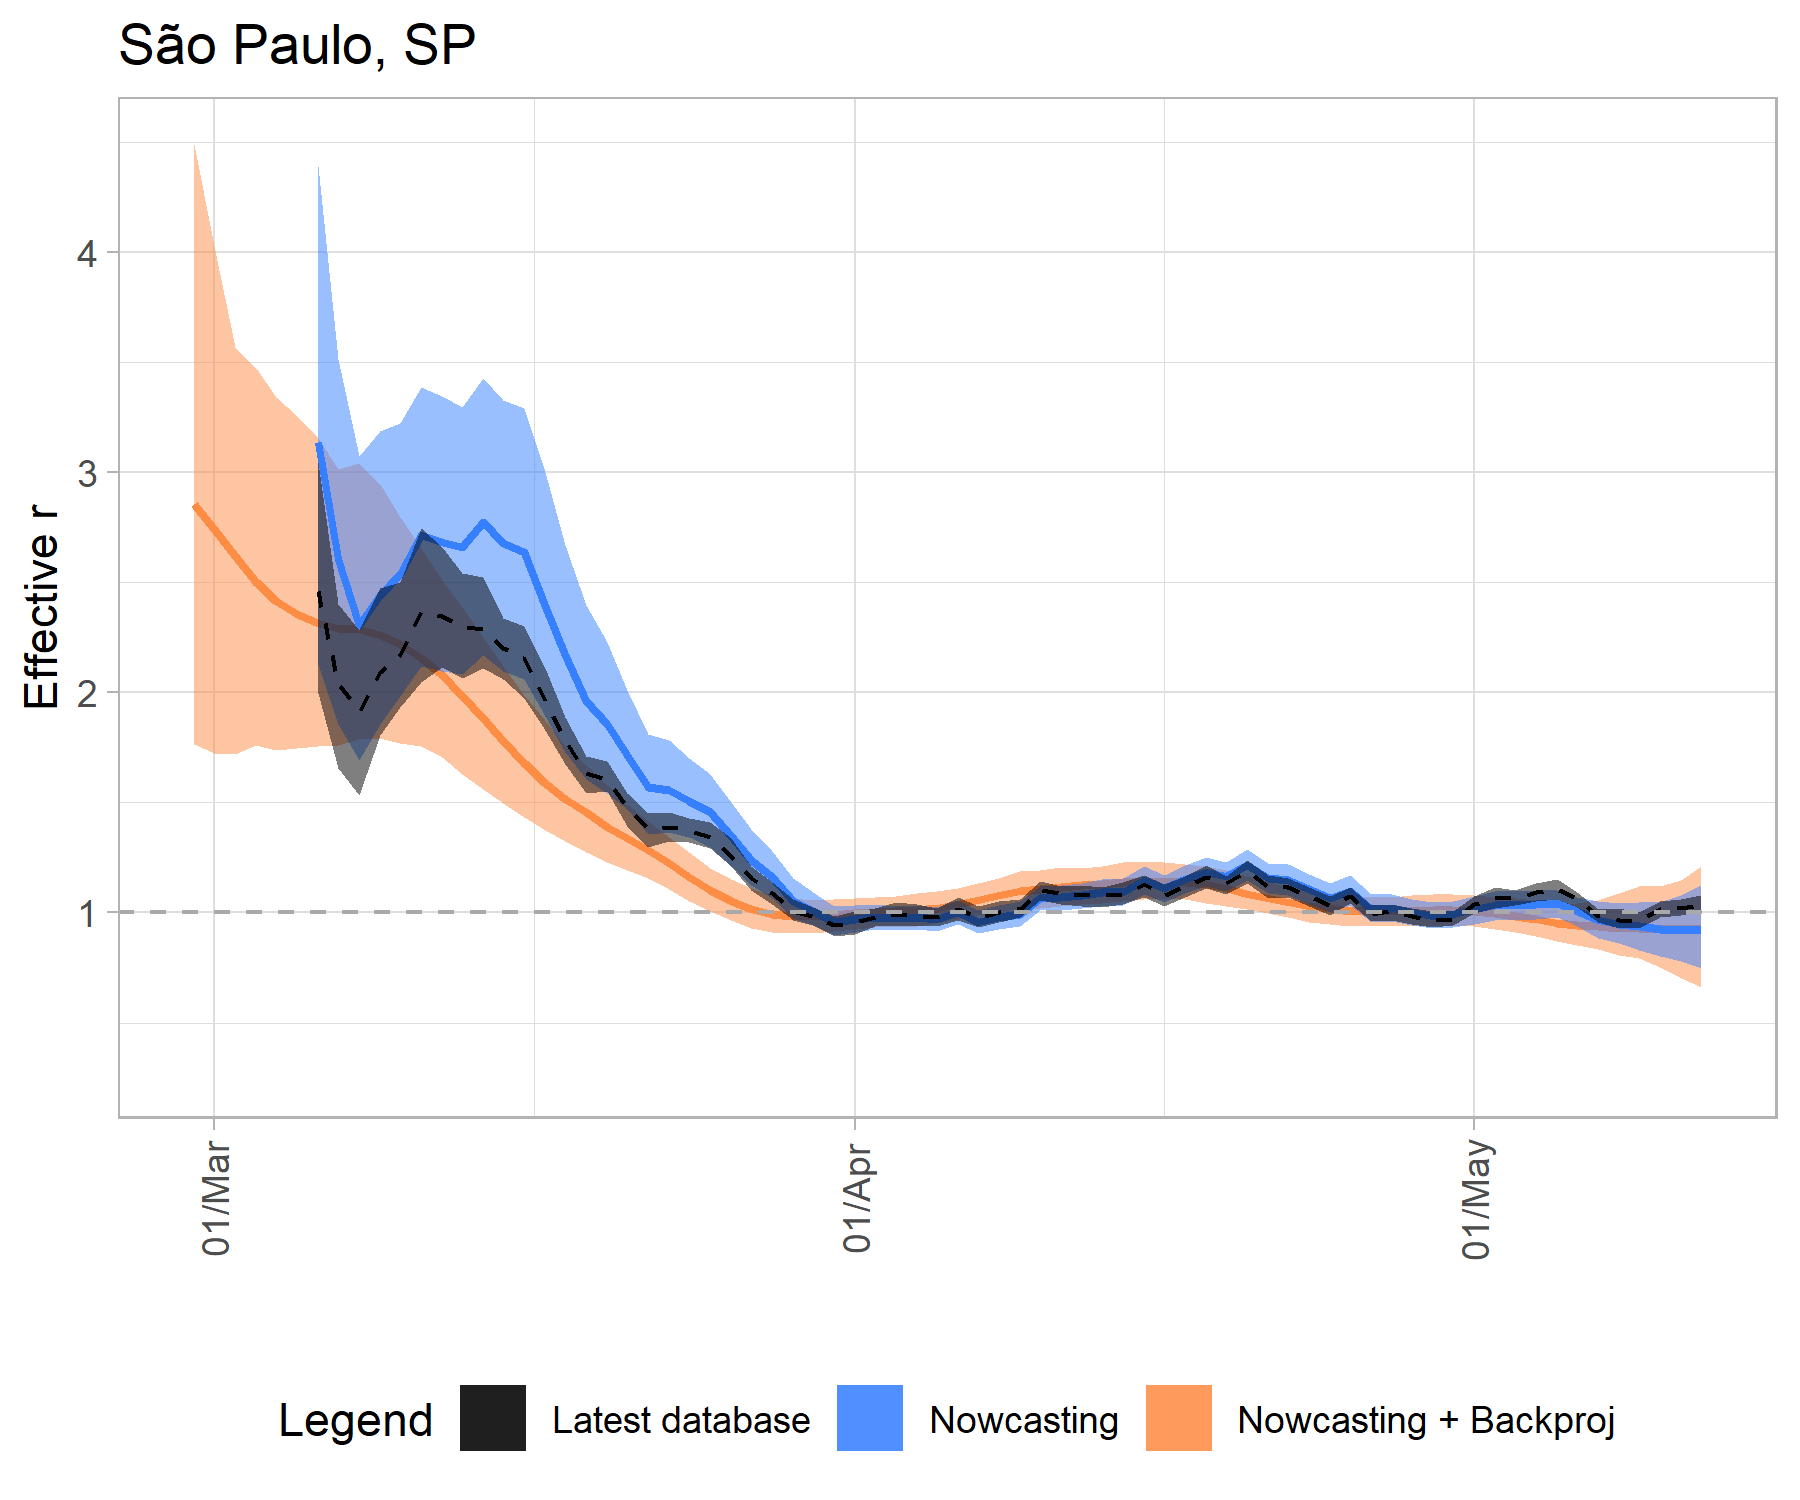 São Paulo, SP
Effective r
4
3
2
1
01/Mar
01/Apr
01/May
Legend Latest database Nowcasting Nowcasting + Backproj